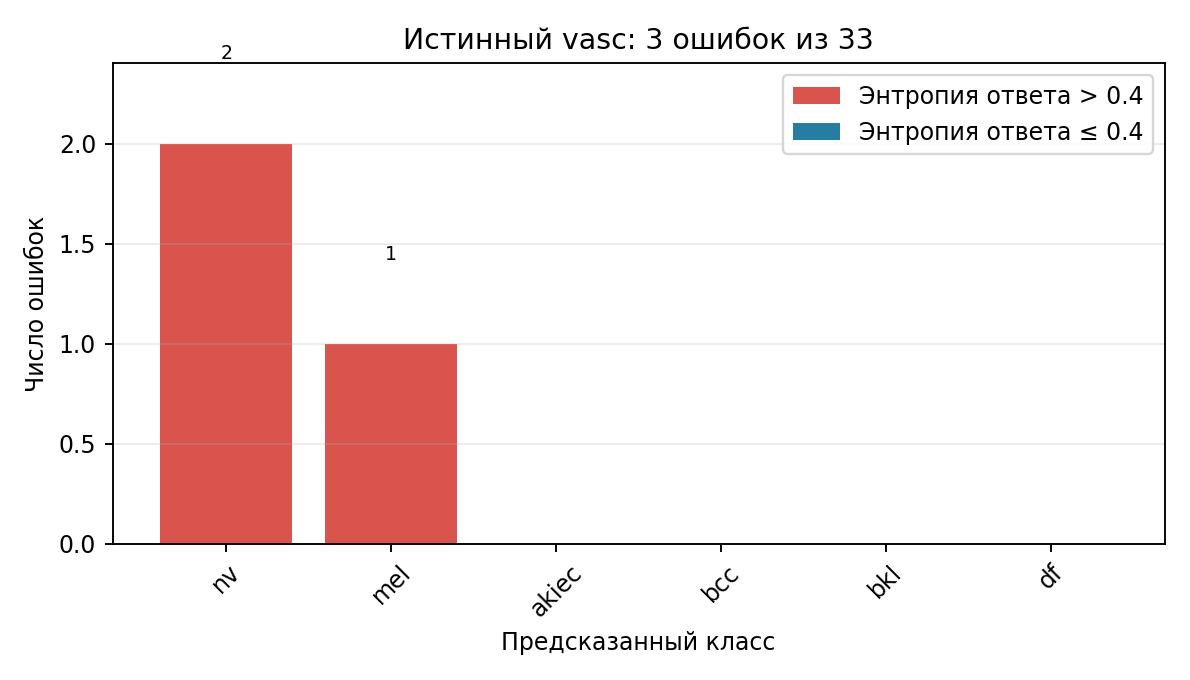 Истинный vasc: 3 ошибок из 33
2
Энтропия ответа > 0.4
Энтропия ответа ≤ 0.4
2.0
1.5
1
1.0
0.5
0.0
Число ошибок
nv
mel
akiec
bcc
bkl
df
Предсказанный класс